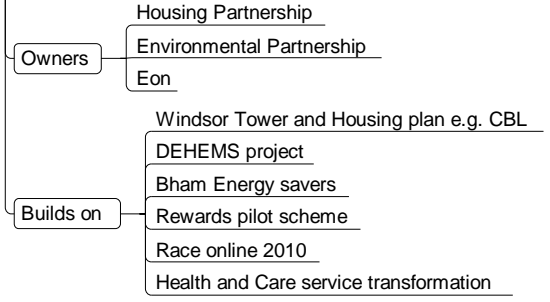 Housing Partnership
Owners
Environmental Partnership
Eon
Windsor Tower and Housing plan e.g. CBL
DEHEMS project
Bham Energy savers
Builds on
Rewards pilot scheme
Race online 2010
Health and Care service transformation